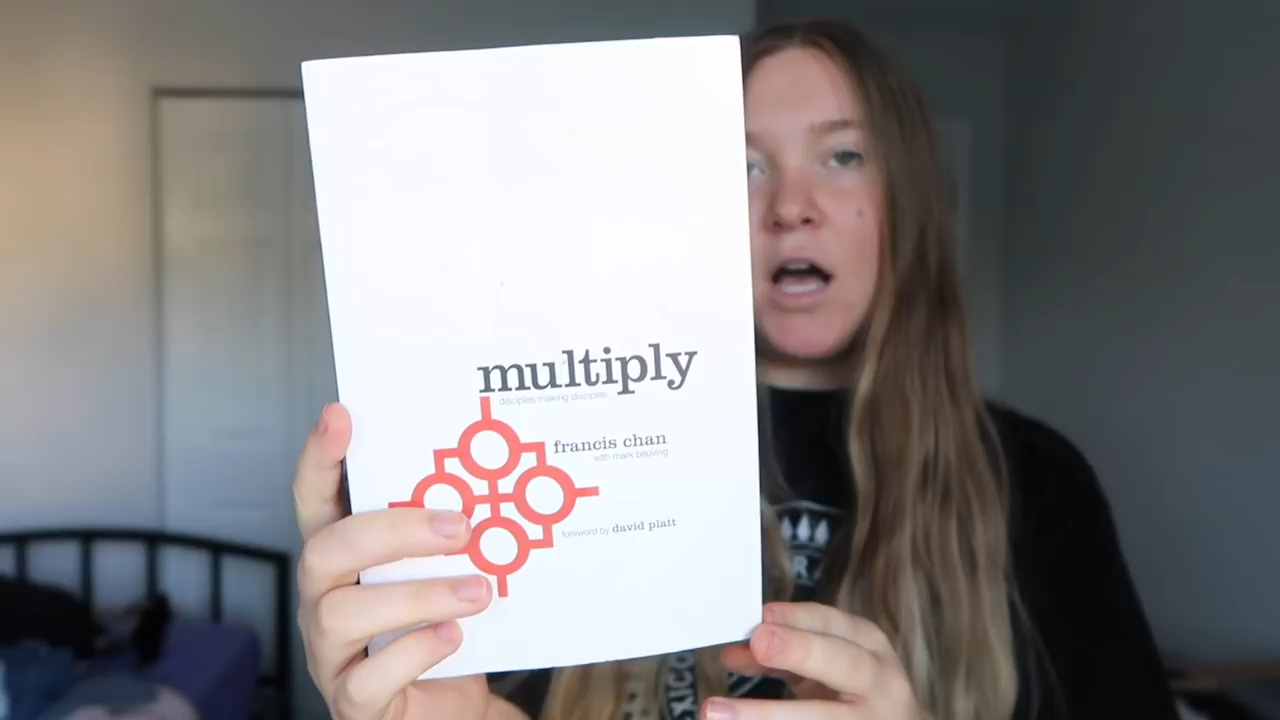 multiply
disciples making disciples
francis chan
with mark beuving
foreword by david platt